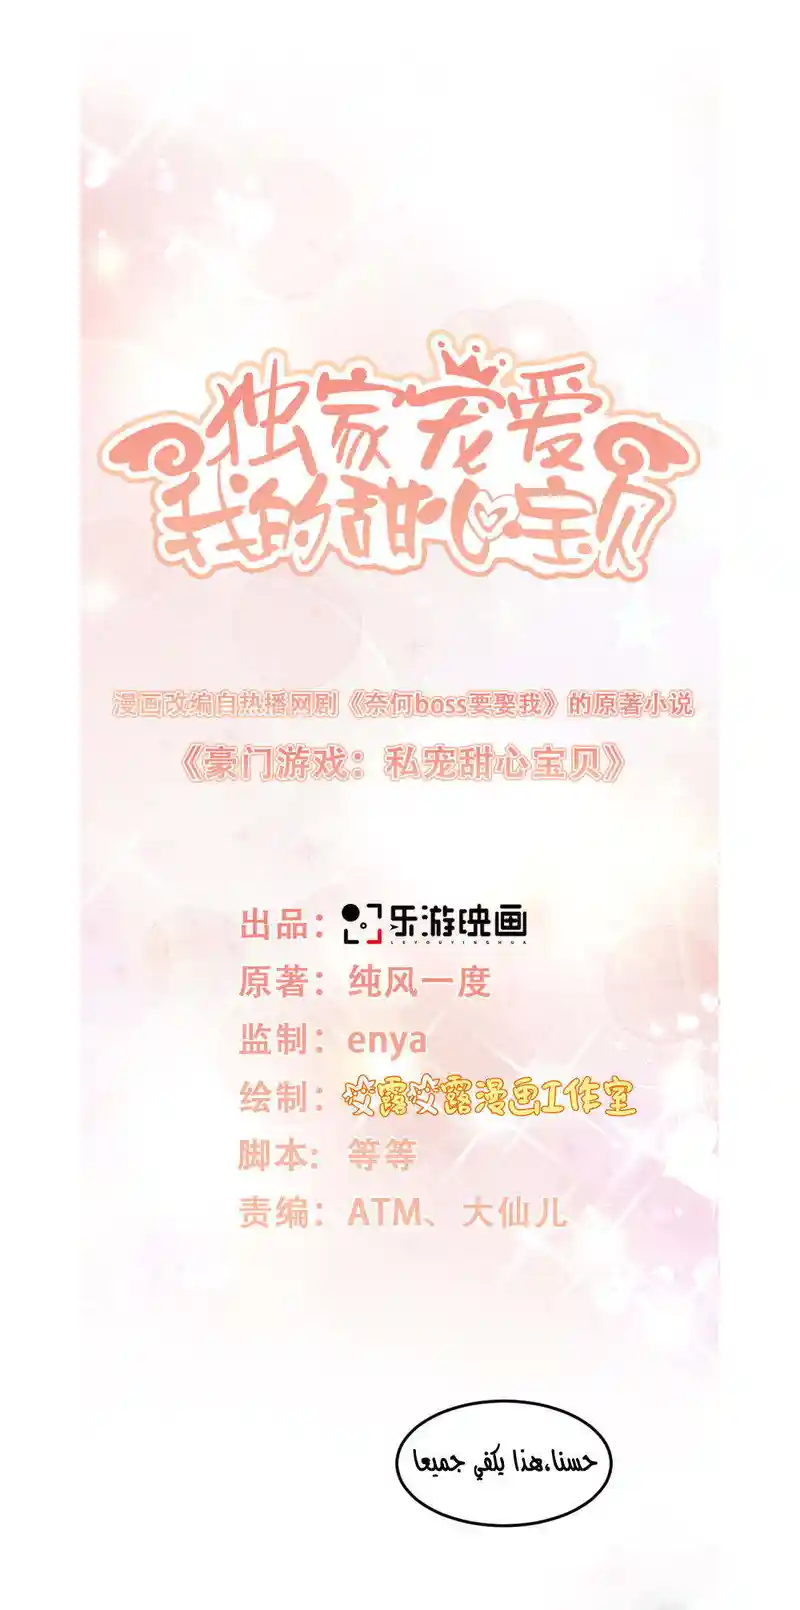 独家宠爱
我的甜心宝贝
漫画改编自热播网剧《奈何boss要娶我》的原著小说
《豪门游戏：私宠甜心宝贝》
出品：乐游映画
LEYOUYINGHUA
原著：纯风一度
监制：enya
绘制：咬露咬露漫画工作室
脚本：等等
责编：ATM、大仙儿
حسنا،هذا يكفي جميعا